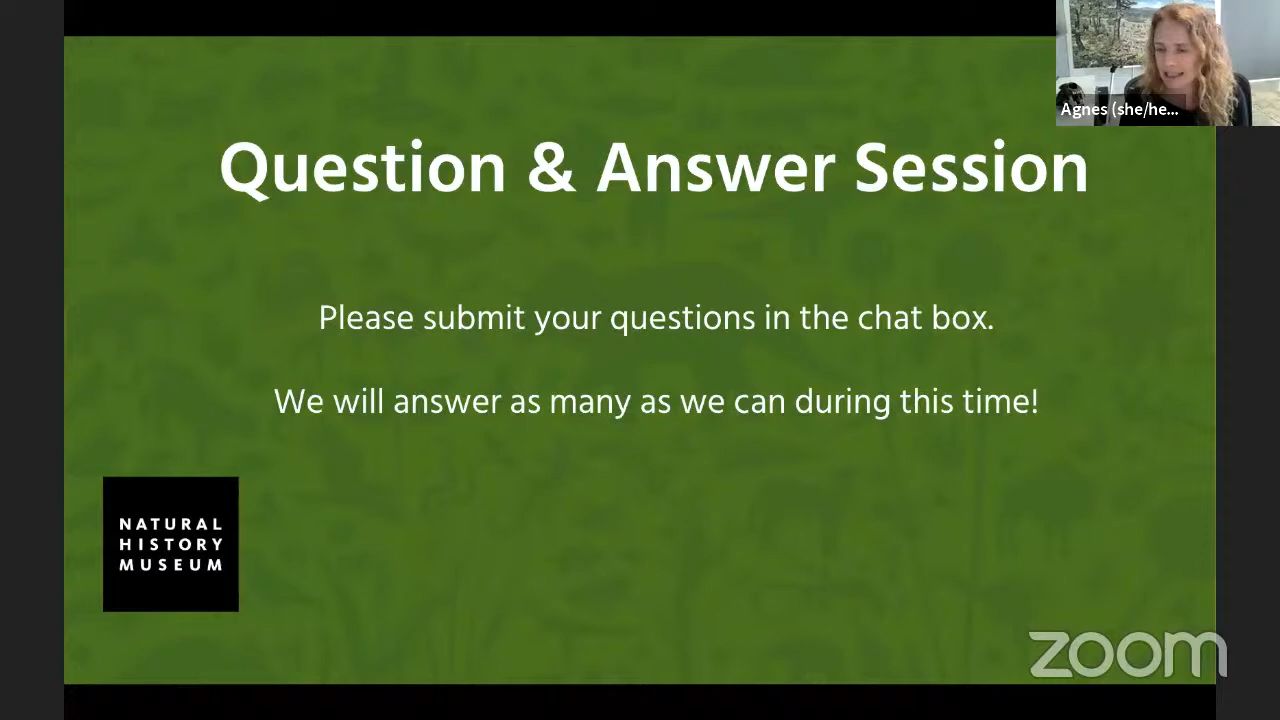 Agnes (she/he...
Question & Answer Session
Please submit your questions in the chat box.
We will answer as many as we can during this time!
NATURAL
HISTORY
MUSEUM
zoom